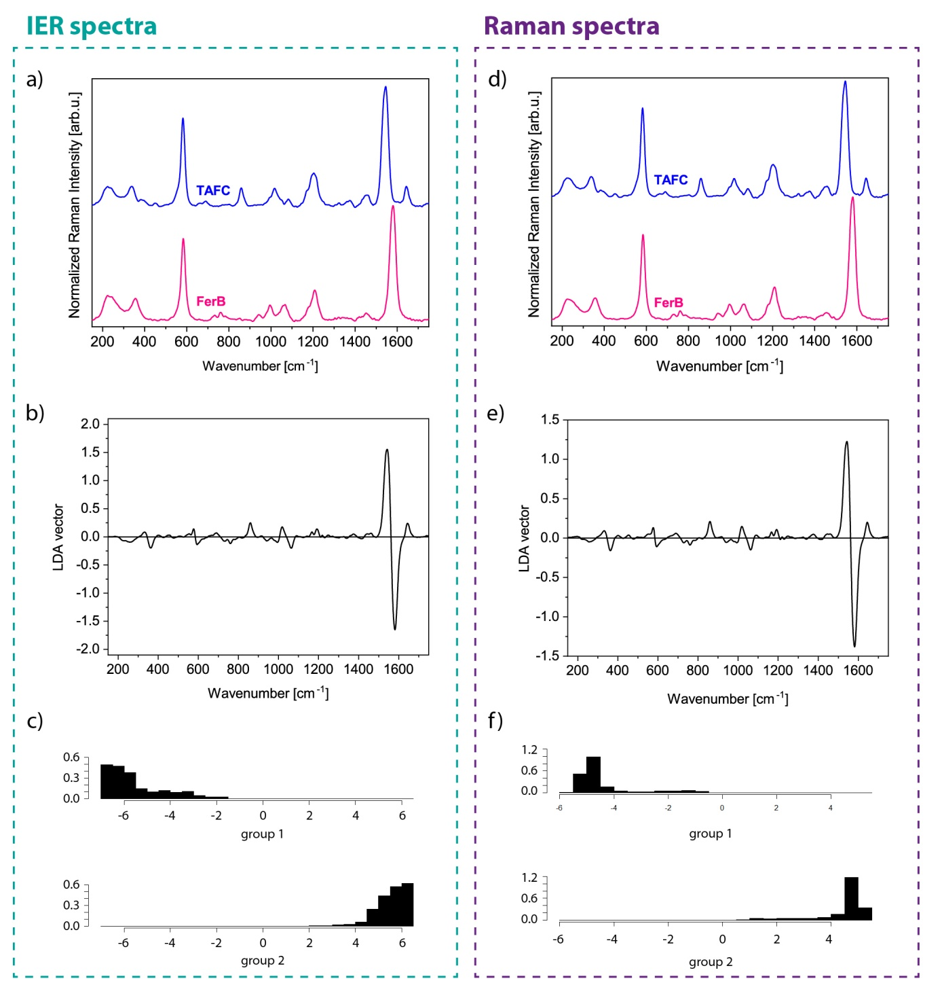 IER spectra
Raman spectra
a)
Normalized Raman Intensity [arb.u.]
TAFC
FerB
200 400 600 800 1000 1200 1400 1600
Wavenumber [cm-1]
d)
Normalized Raman Intensity [arb.u.]
TAFC
FerB
200 400 600 800 1000 1200 1400 1600
Wavenumber [cm-1]
b)
LDA vector
2.0
1.5
1.0
0.5
0.0
-0.5
-1.0
-1.5
-2.0
200 400 600 800 1000 1200 1400 1600
Wavenumber [cm-1]
e)
LDA vector
1.5
1.0
0.5
0.0
-0.5
-1.0
-1.5
200 400 600 800 1000 1200 1400 1600
Wavenumber [cm-1]
c)
0.6
0.3
0.0
-6 -4 -2 0 2 4 6
group 1
0.6
0.3
0.0
-6 -4 -2 0 2 4 6
group 2
f)
1.2
0.6
0.0
-6 -4 -2 0 2 4
group 1
1.2
0.6
0.0
-6 -4 -2 0 2 4
group 2